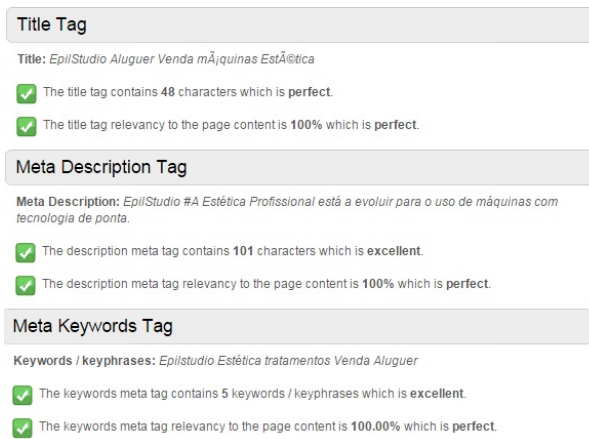 Title Tag
Title: EpilStudio Aluguer Venda mÃ¡quinas EstÃ©tica
The title tag contains 48 characters which is perfect.
The title tag relevancy to the page content is 100% which is perfect.
Meta Description Tag
Meta Description: EpilStudio #A Estética Profissional está a evoluir para o uso de máquinas com
tecnologia de ponta.
The description meta tag contains 101 characters which is excellent.
The description meta tag relevancy to the page content is 100% which is perfect.
Meta Keywords Tag
Keywords / keyphrases: Epilstudio Estética tratamentos Venda Aluguer
The keywords meta tag contains 5 keywords / keyphrases which is excellent.
The keywords meta tag relevancy to the page content is 100.00% which is perfect.